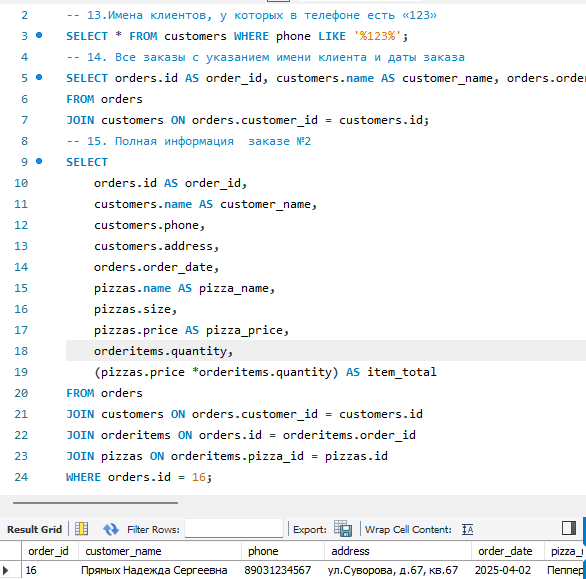 2 -- 13.Имена клиентов, у которых в телефоне есть «123»
3 SELECT * FROM customers WHERE phone LIKE '%123%';
4 -- 14. Все заказы с указанием имени клиента и даты заказа
5 SELECT orders.id AS order_id, customers.name AS customer_name, orders.order
6 FROM orders
7 JOIN customers ON orders.customer_id = customers.id;
8 -- 15. Полная информация заказе №2
9 SELECT
10 orders.id AS order_id,
11 customers.name AS customer_name,
12 customers.phone,
13 customers.address,
14 orders.order_date,
15 pizzas.name AS pizza_name,
16 pizzas.size,
17 pizzas.price AS pizza_price,
18 orderitems.quantity,
19 (pizzas.price *orderitems.quantity) AS item_total
20 FROM orders
21 JOIN customers ON orders.customer_id = customers.id
22 JOIN orderitems ON orders.id = orderitems.order_id
23 JOIN pizzas ON orderitems.pizza_id = pizzas.id
24 WHERE orders.id = 16;
Result Grid Filter Rows: Export: Wrap Cell Content:
order_id customer_name phone address order_date pizza_
16 Прямых Надежда Сергеевна 89031234567 ул.Суворова, д.67, кв.67 2025-04-02 Пеппер